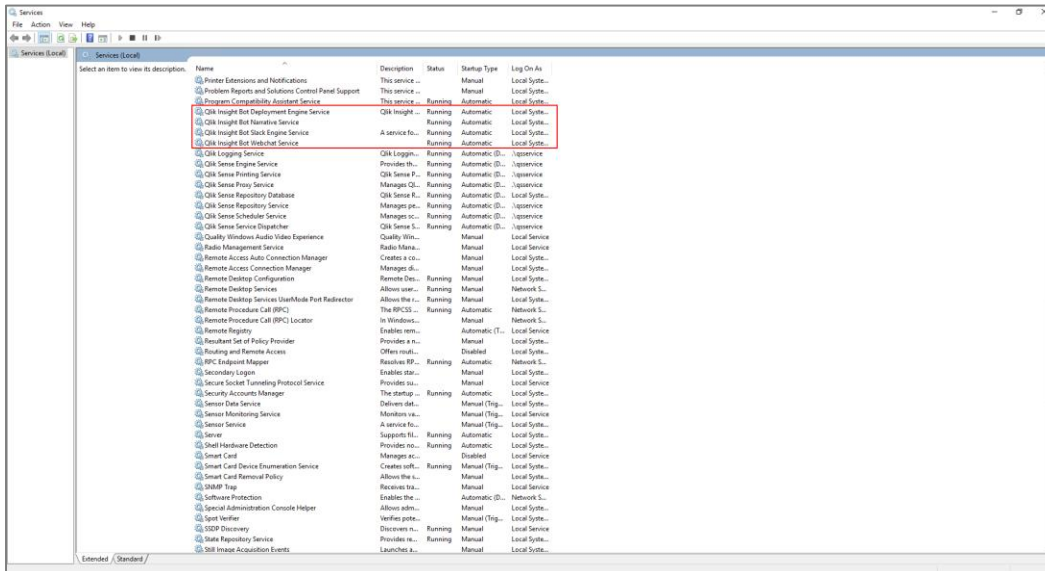 Services
File Action View Help
Services (Local)
Services (Local)
Select an item to view its description.
Name Description Status Startup Type Log On As
Printer Extensions and Notifications This service ... Manual Local Syste...
Problem Reports and Solutions Control Panel Support This service ... Manual Local Syste...
Program Compatibility Assistant Service This service ... Running Automatic Local Syste...
Qlik Insight Bot Deployment Engine Service Qlik Insight ... Running Automatic Local Syste...
Qlik Insight Bot Narrative Service Running Automatic Local Syste...
Qlik Insight Bot Slack Engine Service A service fo... Running Automatic Local Syste...
Qlik Insight Bot Webchat Service Running Automatic Local Syste...
Qlik Logging Service Qlik Loggin... Running Automatic (D... .\qsservice
Qlik Sense Engine Service Provides th... Running Automatic (D... .\qsservice
Qlik Sense Printing Service Qlik Sense P... Running Automatic (D... .\qsservice
Qlik Sense Proxy Service Manages Ql... Running Automatic (D... .\qsservice
Qlik Sense Repository Database Qlik Sense R... Running Automatic (D... Local Syste...
Qlik Sense Repository Service Manages pe... Running Automatic (D... .\qsservice
Qlik Sense Scheduler Service Manages sc... Running Automatic (D... .\qsservice
Qlik Sense Service Dispatcher Qlik Sense S... Running Automatic (D... .\qsservice
Quality Windows Audio Video Experience Quality Win... Manual Local Service
Radio Management Service Radio Mana... Manual Local Service
Remote Access Auto Connection Manager Creates a co... Manual Local Syste...
Remote Access Connection Manager Manages di... Manual Local Syste...
Remote Desktop Configuration Remote Des... Running Manual Local Syste...
Remote Desktop Services Allows user... Running Manual Network S...
Remote Desktop Services UserMode Port Redirector Allows the r... Running Manual Local Syste...
Remote Procedure Call (RPC) The RPCSS ... Running Automatic Network S...
Remote Procedure Call (RPC) Locator In Windows... Manual Network S...
Remote Registry Enables rem... Automatic (T... Local Service
Resultant Set of Policy Provider Provides a n... Manual Local Syste...
Routing and Remote Access Offers routi... Disabled Local Syste...
RPC Endpoint Mapper Resolves RP... Running Automatic Network S...
Secondary Logon Enables star... Manual Local Syste...
Secure Socket Tunneling Protocol Service Provides su... Manual Local Service
Security Accounts Manager The startup ... Running Automatic Local Syste...
Sensor Data Service Delivers dat... Manual (Trig... Local Syste...
Sensor Monitoring Service Monitors va... Manual (Trig... Local Service
Sensor Service A service fo... Manual (Trig... Local Syste...
Server Supports fil... Running Automatic Local Syste...
Shell Hardware Detection Provides no... Running Automatic Local Syste...
Smart Card Manages ac... Disabled Local Service
Smart Card Device Enumeration Service Creates soft... Running Manual (Trig... Local Syste...
Smart Card Removal Policy Allows the s... Manual Local Syste...
SNMP Trap Receives tra... Manual Local Service
Software Protection Enables the ... Automatic (D... Network S...
Special Administration Console Helper Allows adm... Manual Local Syste...
Spot Verifier Verifies pote... Manual (Trig... Local Syste...
SSDP Discovery Discovers n... Running Manual Local Service
State Repository Service Provides re... Running Manual Local Syste...
Still Image Acquisition Events Launches a... Manual Local Syste...
Extended Standard